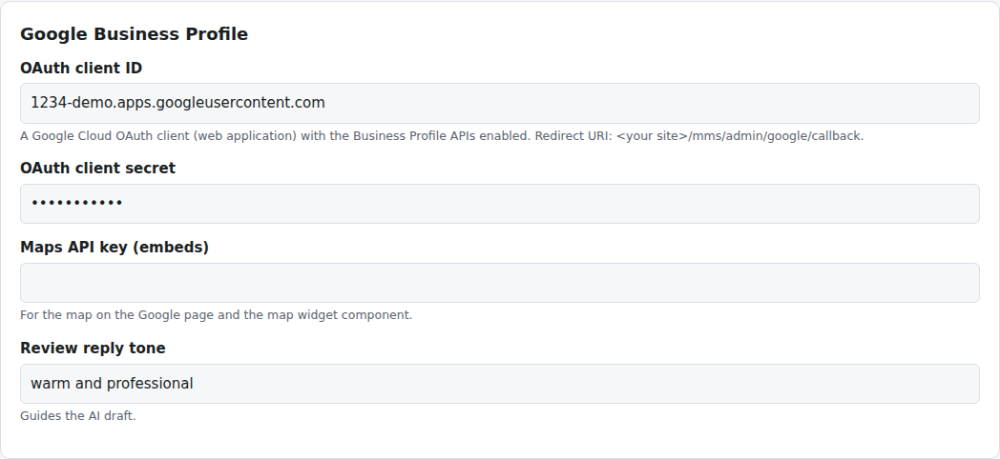 Google Business Profile
OAuth client ID
1234-demo.apps.googleusercontent.com
A Google Cloud OAuth client (web application) with the Business Profile APIs enabled. Redirect URI: <your site>/mms/admin/google/callback.
OAuth client secret
•••••••••••
Maps API key (embeds)
For the map on the Google page and the map widget component.
Review reply tone
warm and professional
Guides the AI draft.